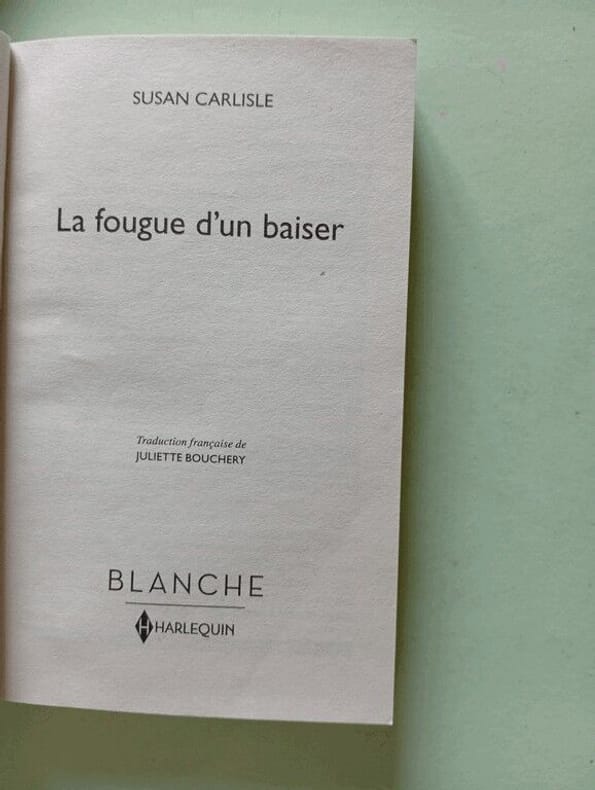 SUSAN CARLISLE
La fougue d'un baiser
Traduction française de
JULIETTE BOUCHERY
BLANCHE
HARLEQUIN